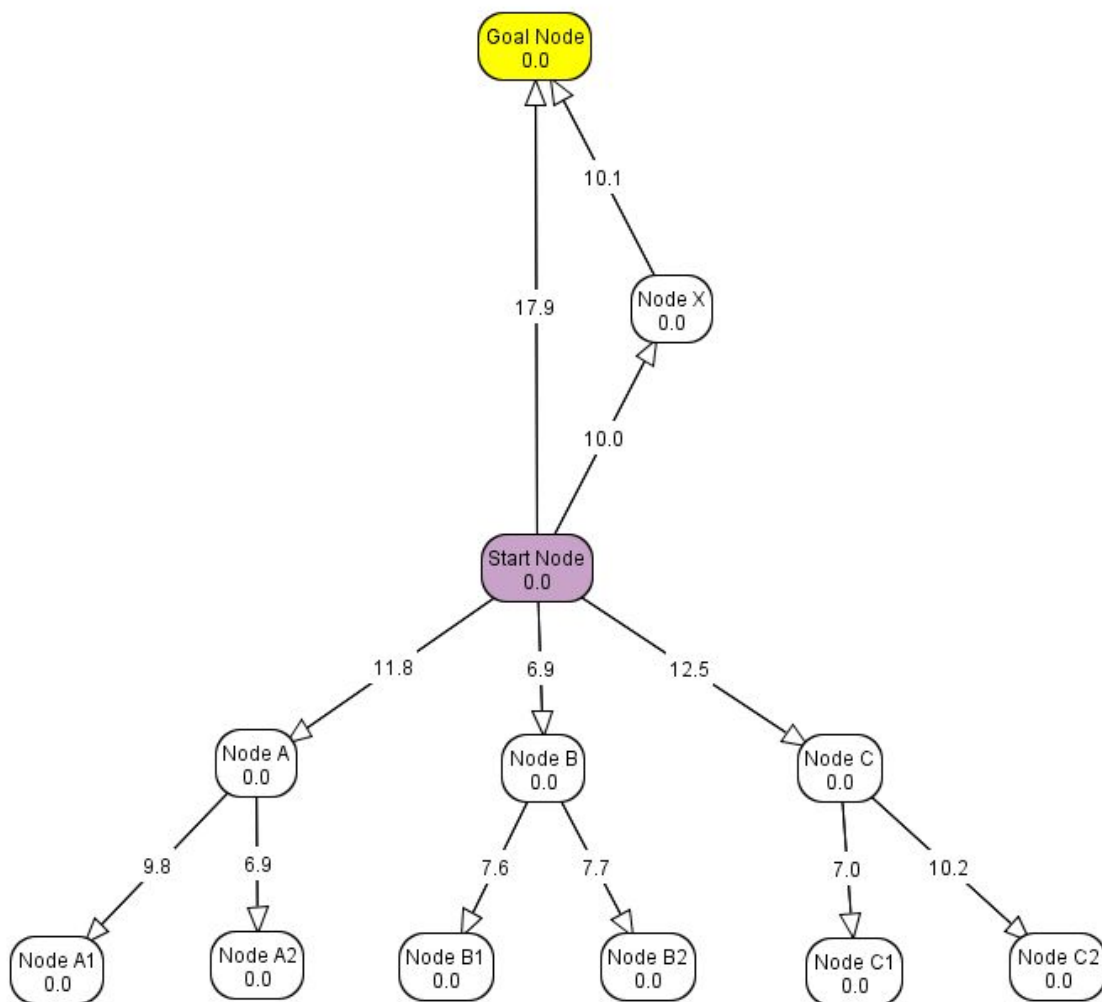 Goal Node
0.0
10.1
Node X
0.0
17.9
10.0
Start Node
0.0
11.8
6.9
12.5
Node A
0.0
Node B
0.0
Node C
0.0
9.8
6.9
7.6
7.7
7.0
10.2
Node A1
0.0
Node A2
0.0
Node B1
0.0
Node B2
0.0
Node C1
0.0
Node C2
0.0